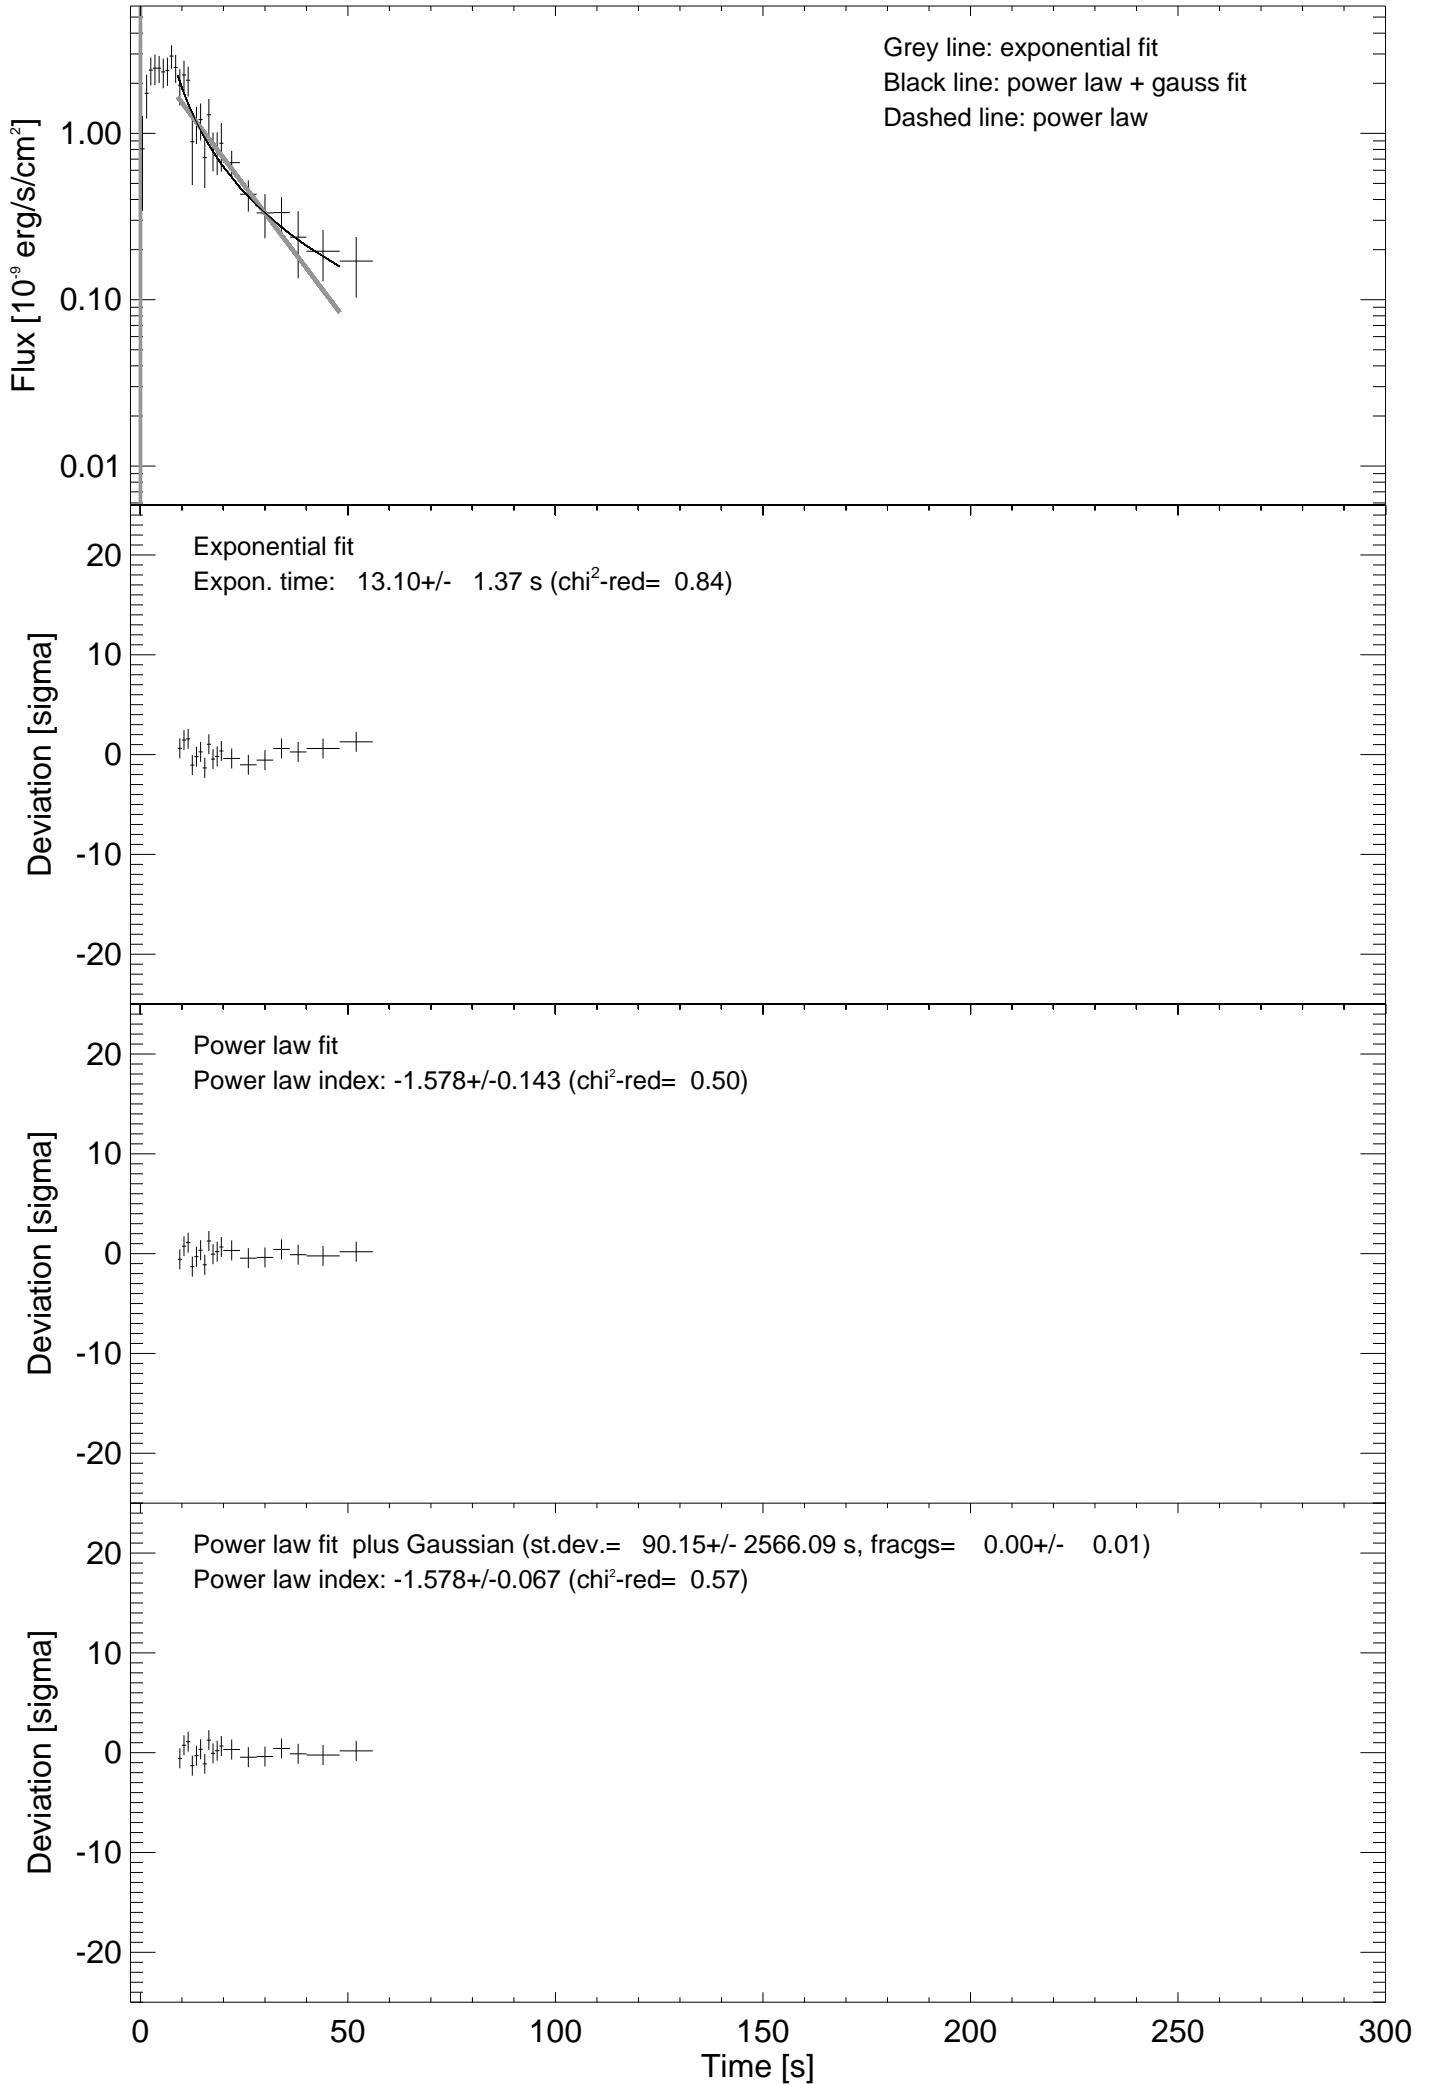 Grey line: exponential fit
Black line: power law + gauss fit
Dashed line: power law
Flux [10⁻⁹ erg/s/cm²]
1.00
0.10
0.01
Exponential fit
Expon. time:   13.10+/-   1.37 s (chi²-red=  0.84)
Deviation [sigma]
20
10
0
-10
-20
Power law fit
Power law index: -1.578+/-0.143 (chi²-red=  0.50)
Deviation [sigma]
20
10
0
-10
-20
Power law fit  plus Gaussian (st.dev.=   90.15+/- 2566.09 s, fracgs=    0.00+/-    0.01)
Power law index: -1.578+/-0.067 (chi²-red=  0.57)
Deviation [sigma]
20
10
0
-10
-20
0 50 100 150 200 250 300
Time [s]